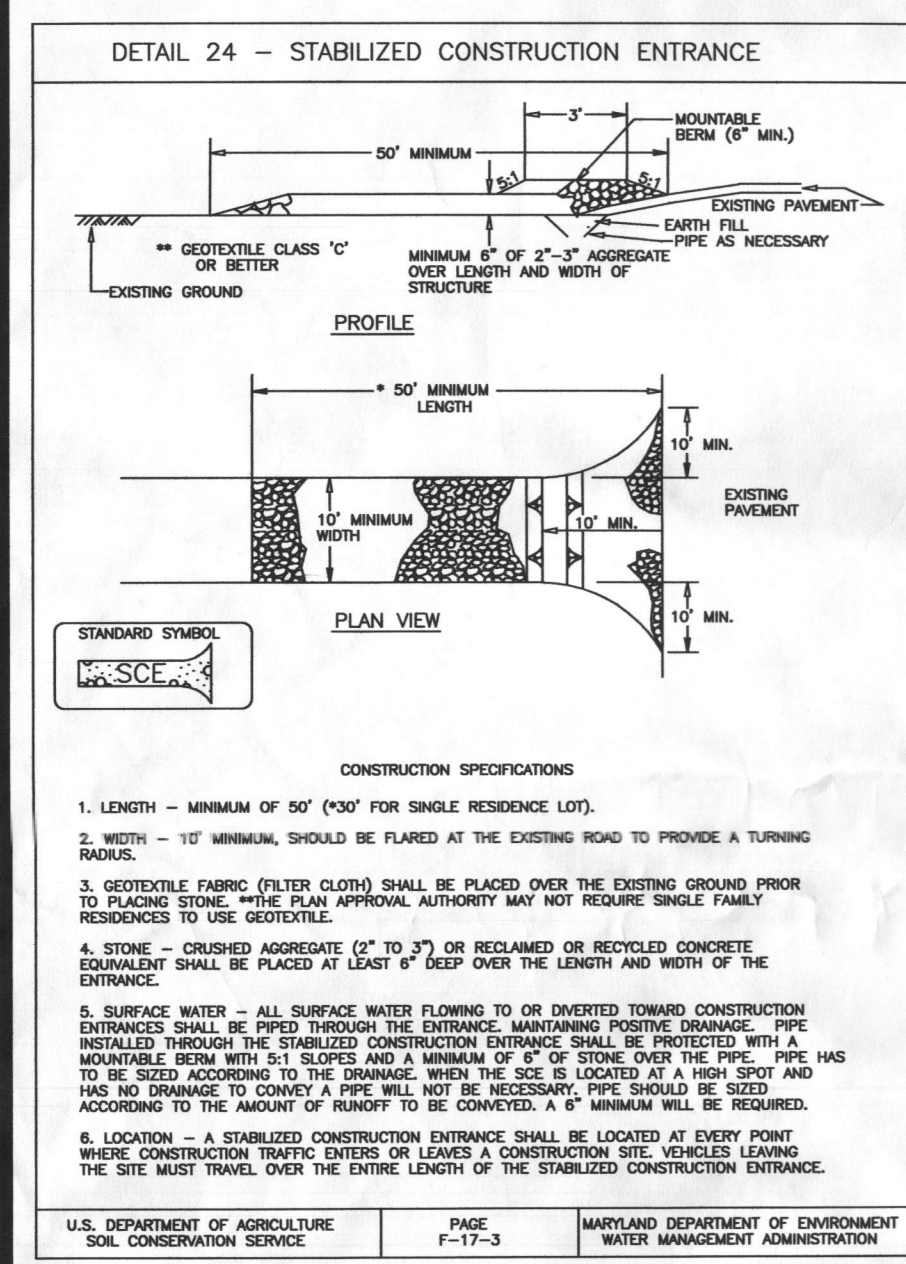 DETAIL 24 – STABILIZED CONSTRUCTION ENTRANCE
3'
MOUNTABLE
BERM (6" MIN.)
50' MINIMUM
5:1
5:1
EXISTING PAVEMENT
EARTH FILL
PIPE AS NECESSARY
** GEOTEXTILE CLASS 'C'
OR BETTER
MINIMUM 6" OF 2"–3" AGGREGATE
OVER LENGTH AND WIDTH OF
STRUCTURE
EXISTING GROUND
PROFILE
* 50' MINIMUM
LENGTH
10' MIN.
EXISTING
PAVEMENT
10' MINIMUM
WIDTH
10' MIN.
10' MIN.
PLAN VIEW
STANDARD SYMBOL
SCE
CONSTRUCTION SPECIFICATIONS
1. LENGTH – MINIMUM OF 50' (*30' FOR SINGLE RESIDENCE LOT).
2. WIDTH – 10' MINIMUM, SHOULD BE FLARED AT THE EXISTING ROAD TO PROVIDE A TURNING
RADIUS.
3. GEOTEXTILE FABRIC (FILTER CLOTH) SHALL BE PLACED OVER THE EXISTING GROUND PRIOR
TO PLACING STONE. **THE PLAN APPROVAL AUTHORITY MAY NOT REQUIRE SINGLE FAMILY
RESIDENCES TO USE GEOTEXTILE.
4. STONE – CRUSHED AGGREGATE (2" TO 3") OR RECLAIMED OR RECYCLED CONCRETE
EQUIVALENT SHALL BE PLACED AT LEAST 6" DEEP OVER THE LENGTH AND WIDTH OF THE
ENTRANCE.
5. SURFACE WATER – ALL SURFACE WATER FLOWING TO OR DIVERTED TOWARD CONSTRUCTION
ENTRANCES SHALL BE PIPED THROUGH THE ENTRANCE. MAINTAINING POSITIVE DRAINAGE. PIPE
INSTALLED THROUGH THE STABILIZED CONSTRUCTION ENTRANCE SHALL BE PROTECTED WITH A
MOUNTABLE BERM WITH 5:1 SLOPES AND A MINIMUM OF 6" OF STONE OVER THE PIPE. PIPE HAS
TO BE SIZED ACCORDING TO THE DRAINAGE. WHEN THE SCE IS LOCATED AT A HIGH SPOT AND
HAS NO DRAINAGE TO CONVEY A PIPE WILL NOT BE NECESSARY. PIPE SHOULD BE SIZED
ACCORDING TO THE AMOUNT OF RUNOFF TO BE CONVEYED. A 6" MINIMUM WILL BE REQUIRED.
6. LOCATION – A STABILIZED CONSTRUCTION ENTRANCE SHALL BE LOCATED AT EVERY POINT
WHERE CONSTRUCTION TRAFFIC ENTERS OR LEAVES A CONSTRUCTION SITE. VEHICLES LEAVING
THE SITE MUST TRAVEL OVER THE ENTIRE LENGTH OF THE STABILIZED CONSTRUCTION ENTRANCE.
U.S. DEPARTMENT OF AGRICULTURE
SOIL CONSERVATION SERVICE
PAGE
F–17–3
MARYLAND DEPARTMENT OF ENVIRONMENT
WATER MANAGEMENT ADMINISTRATION